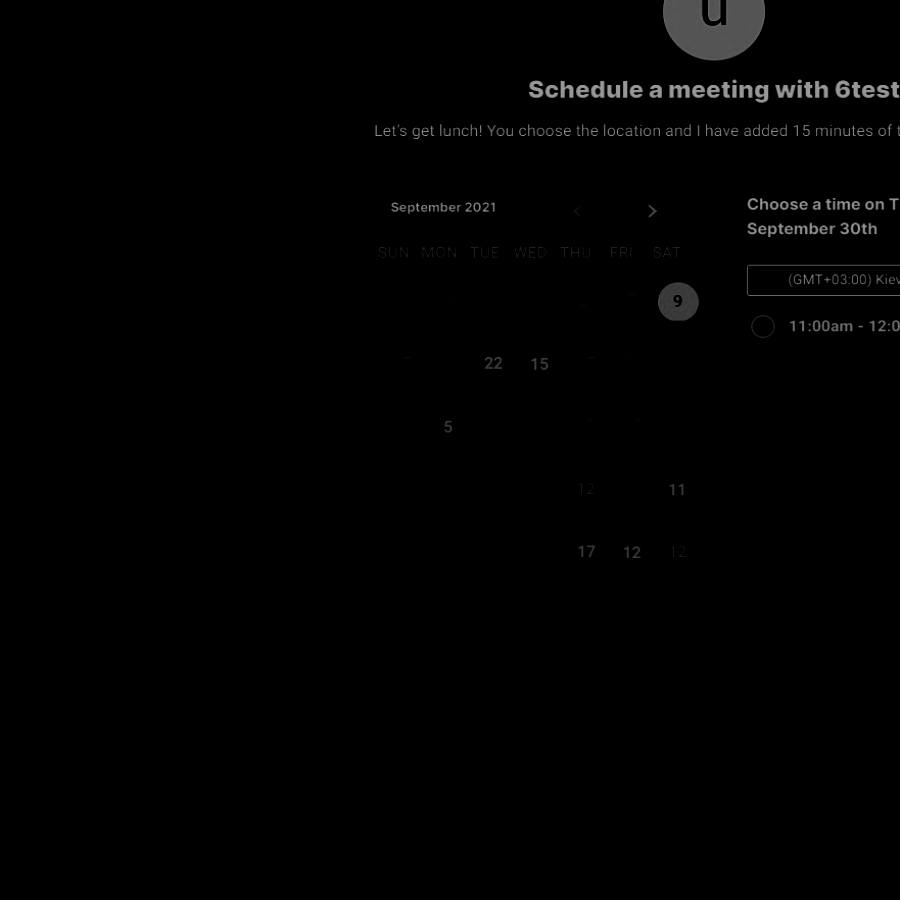 u
Schedule a meeting with 6test
Let's get lunch! You choose the location and I have added 15 minutes of t
September 2021
Choose a time on T
September 30th
SUN MON TUE WED THU FRI SAT
(GMT+03:00) Kiev
9
11:00am - 12:0
22 15
5
12 11
17 12 12